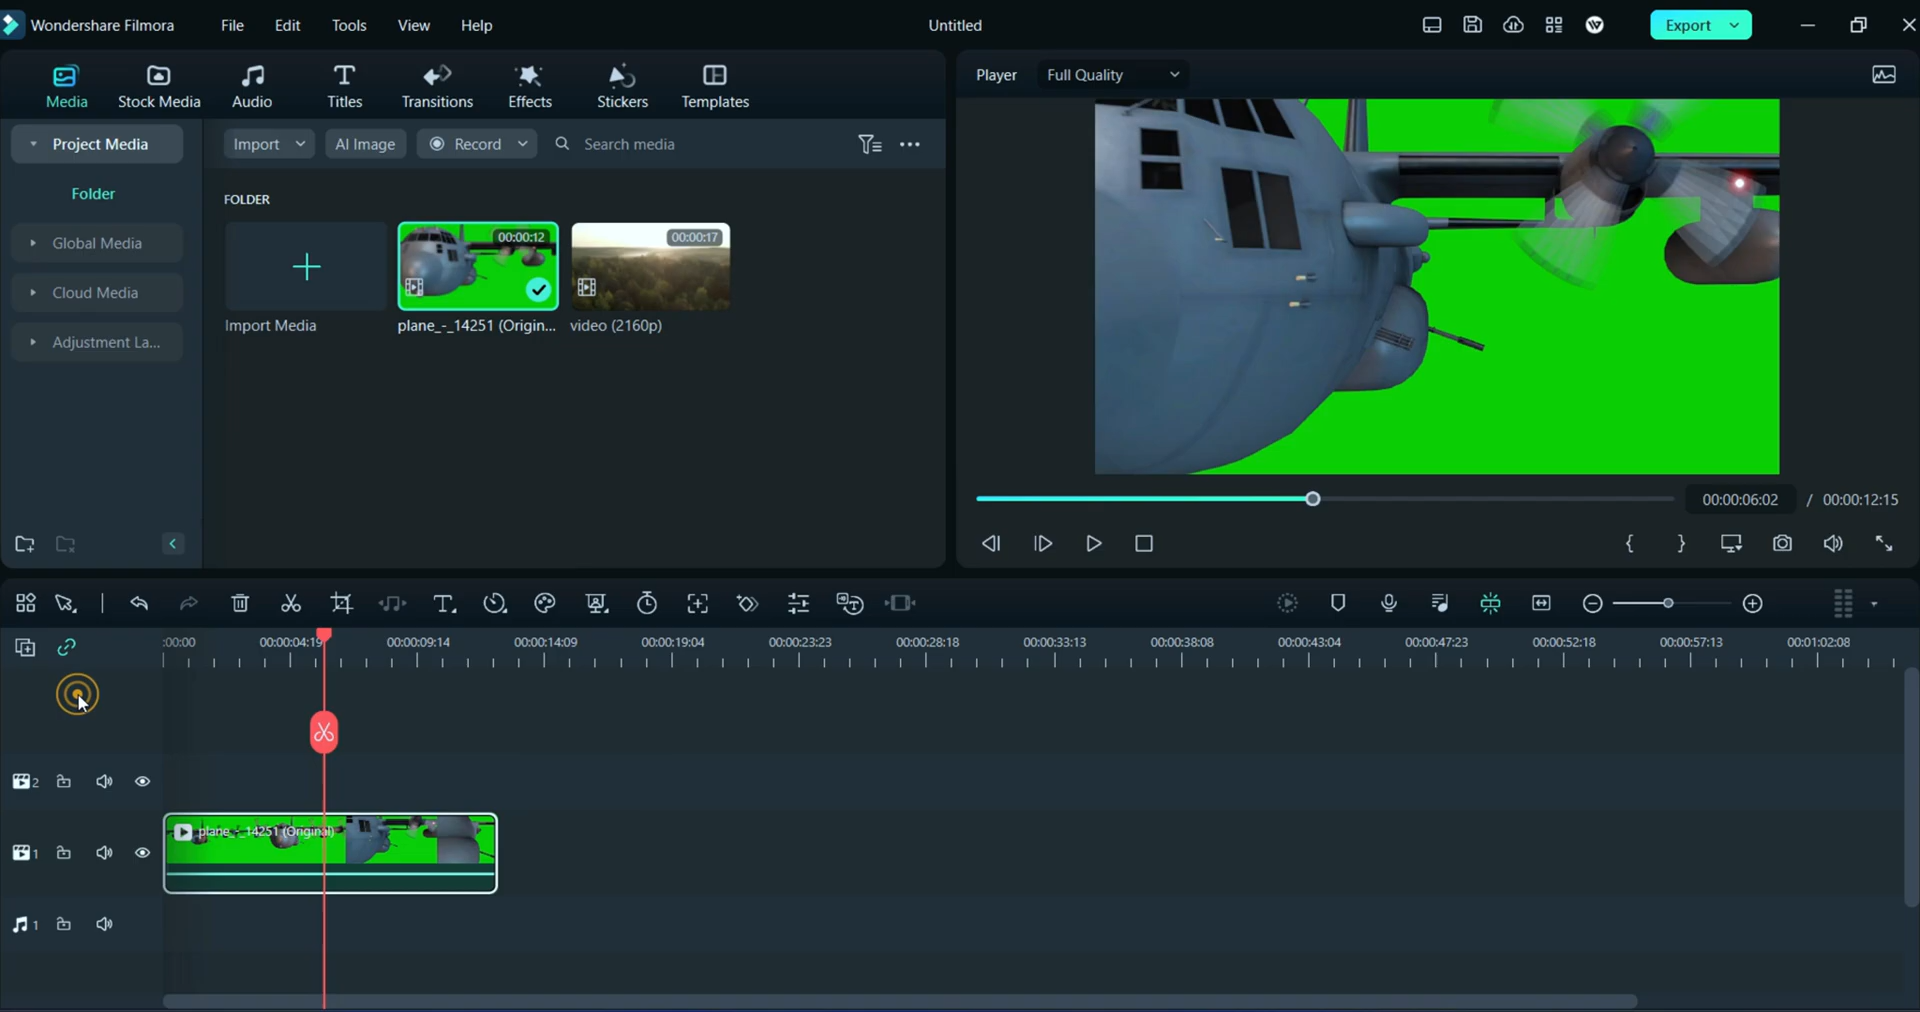 Wondershare Filmora File Edit Tools View Help Untitled Export
Media Stock Media Audio Titles Transitions Effects Stickers Templates
Player Full Quality
Project Media
Import AI Image Record Search media
Folder
FOLDER
Global Media
00:00:12 00:00:17
Cloud Media
Import Media plane_-_14251 (Origin... video (2160p)
Adjustment La...
00:00:06:02 / 00:00:12:15
:00:00 00:00:04:19 00:00:09:14 00:00:14:09 00:00:19:04 00:00:23:23 00:00:28:18 00:00:33:13 00:00:38:08 00:00:43:04 00:00:47:23 00:00:52:18 00:00:57:13 00:01:02:08
2
plane_-_14251 (Original)
1
1